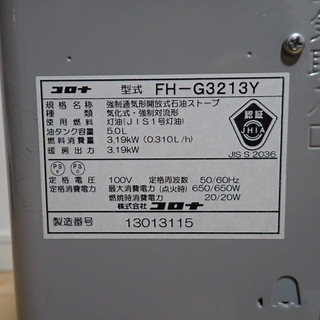 コロナ 型式 FH-G3213Y
規格名称 強制通気形開放式石油ストーブ
種類 気化式・強制対流形
使用燃料 灯油(JIS1号灯油)
油タンク容量 5.0L
燃料消費量 3.19kW (0.310L/h)
暖房出力 3.19kW
認証
JHIA
JIS S 2036
PS
C
PS
E
定格電圧 100V 定格周波数 50/60Hz
定格消費電力 最大消費電力 (点火時) 650/650W
燃焼時消費電力 20/20W
株式会社 コロナ
製造番号 13013115